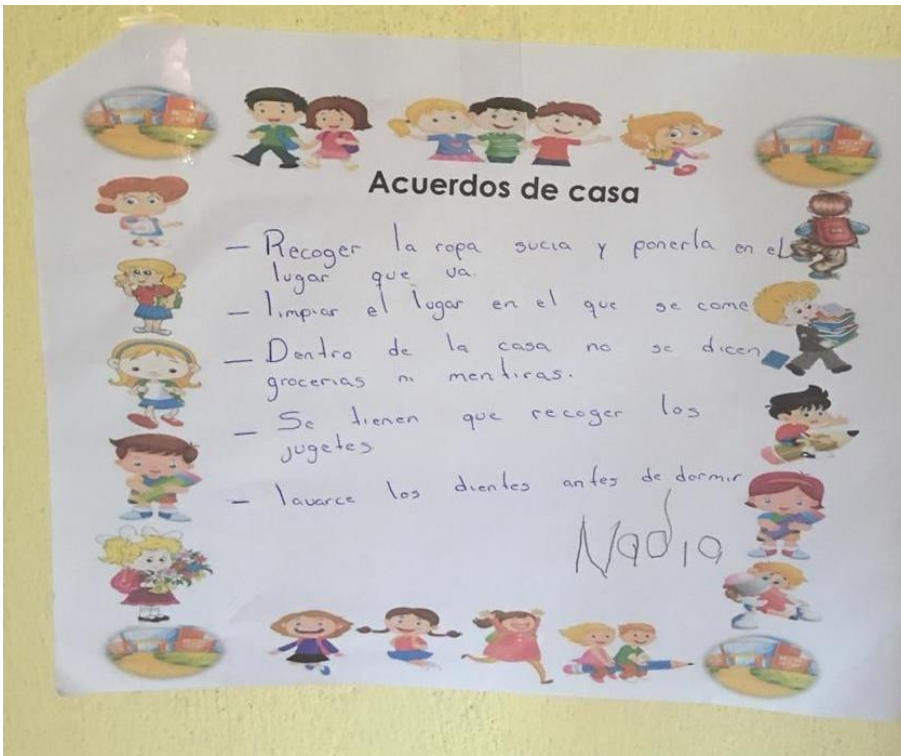 Acuerdos de casa
— Recoger la ropa sucia y ponerla en el
lugar que va.
— limpiar el lugar en el que se come
— Dentro de la casa no se dicen
grocerias ni mentiras.
— Se tienen que recoger los
jugetes
— lavarce los dientes antes de dormir
Nadia